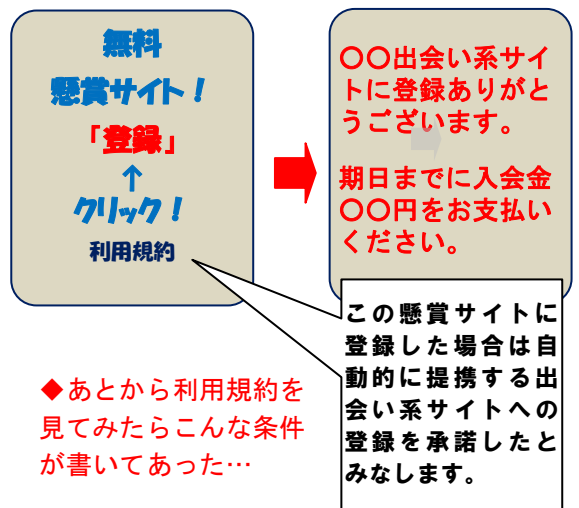 無料
懸賞サイト！
「登録」
↑
クリック！
利用規約
〇〇出会い系サイ
トに登録ありがと
うございます。
期日までに入会金
〇〇円をお支払い
ください。
この懸賞サイトに
登録した場合は自
動的に提携する出
会い系サイトへの
登録を承諾したと
みなします。
◆あとから利用規約を
見てみたらこんな条件
が書いてあった…